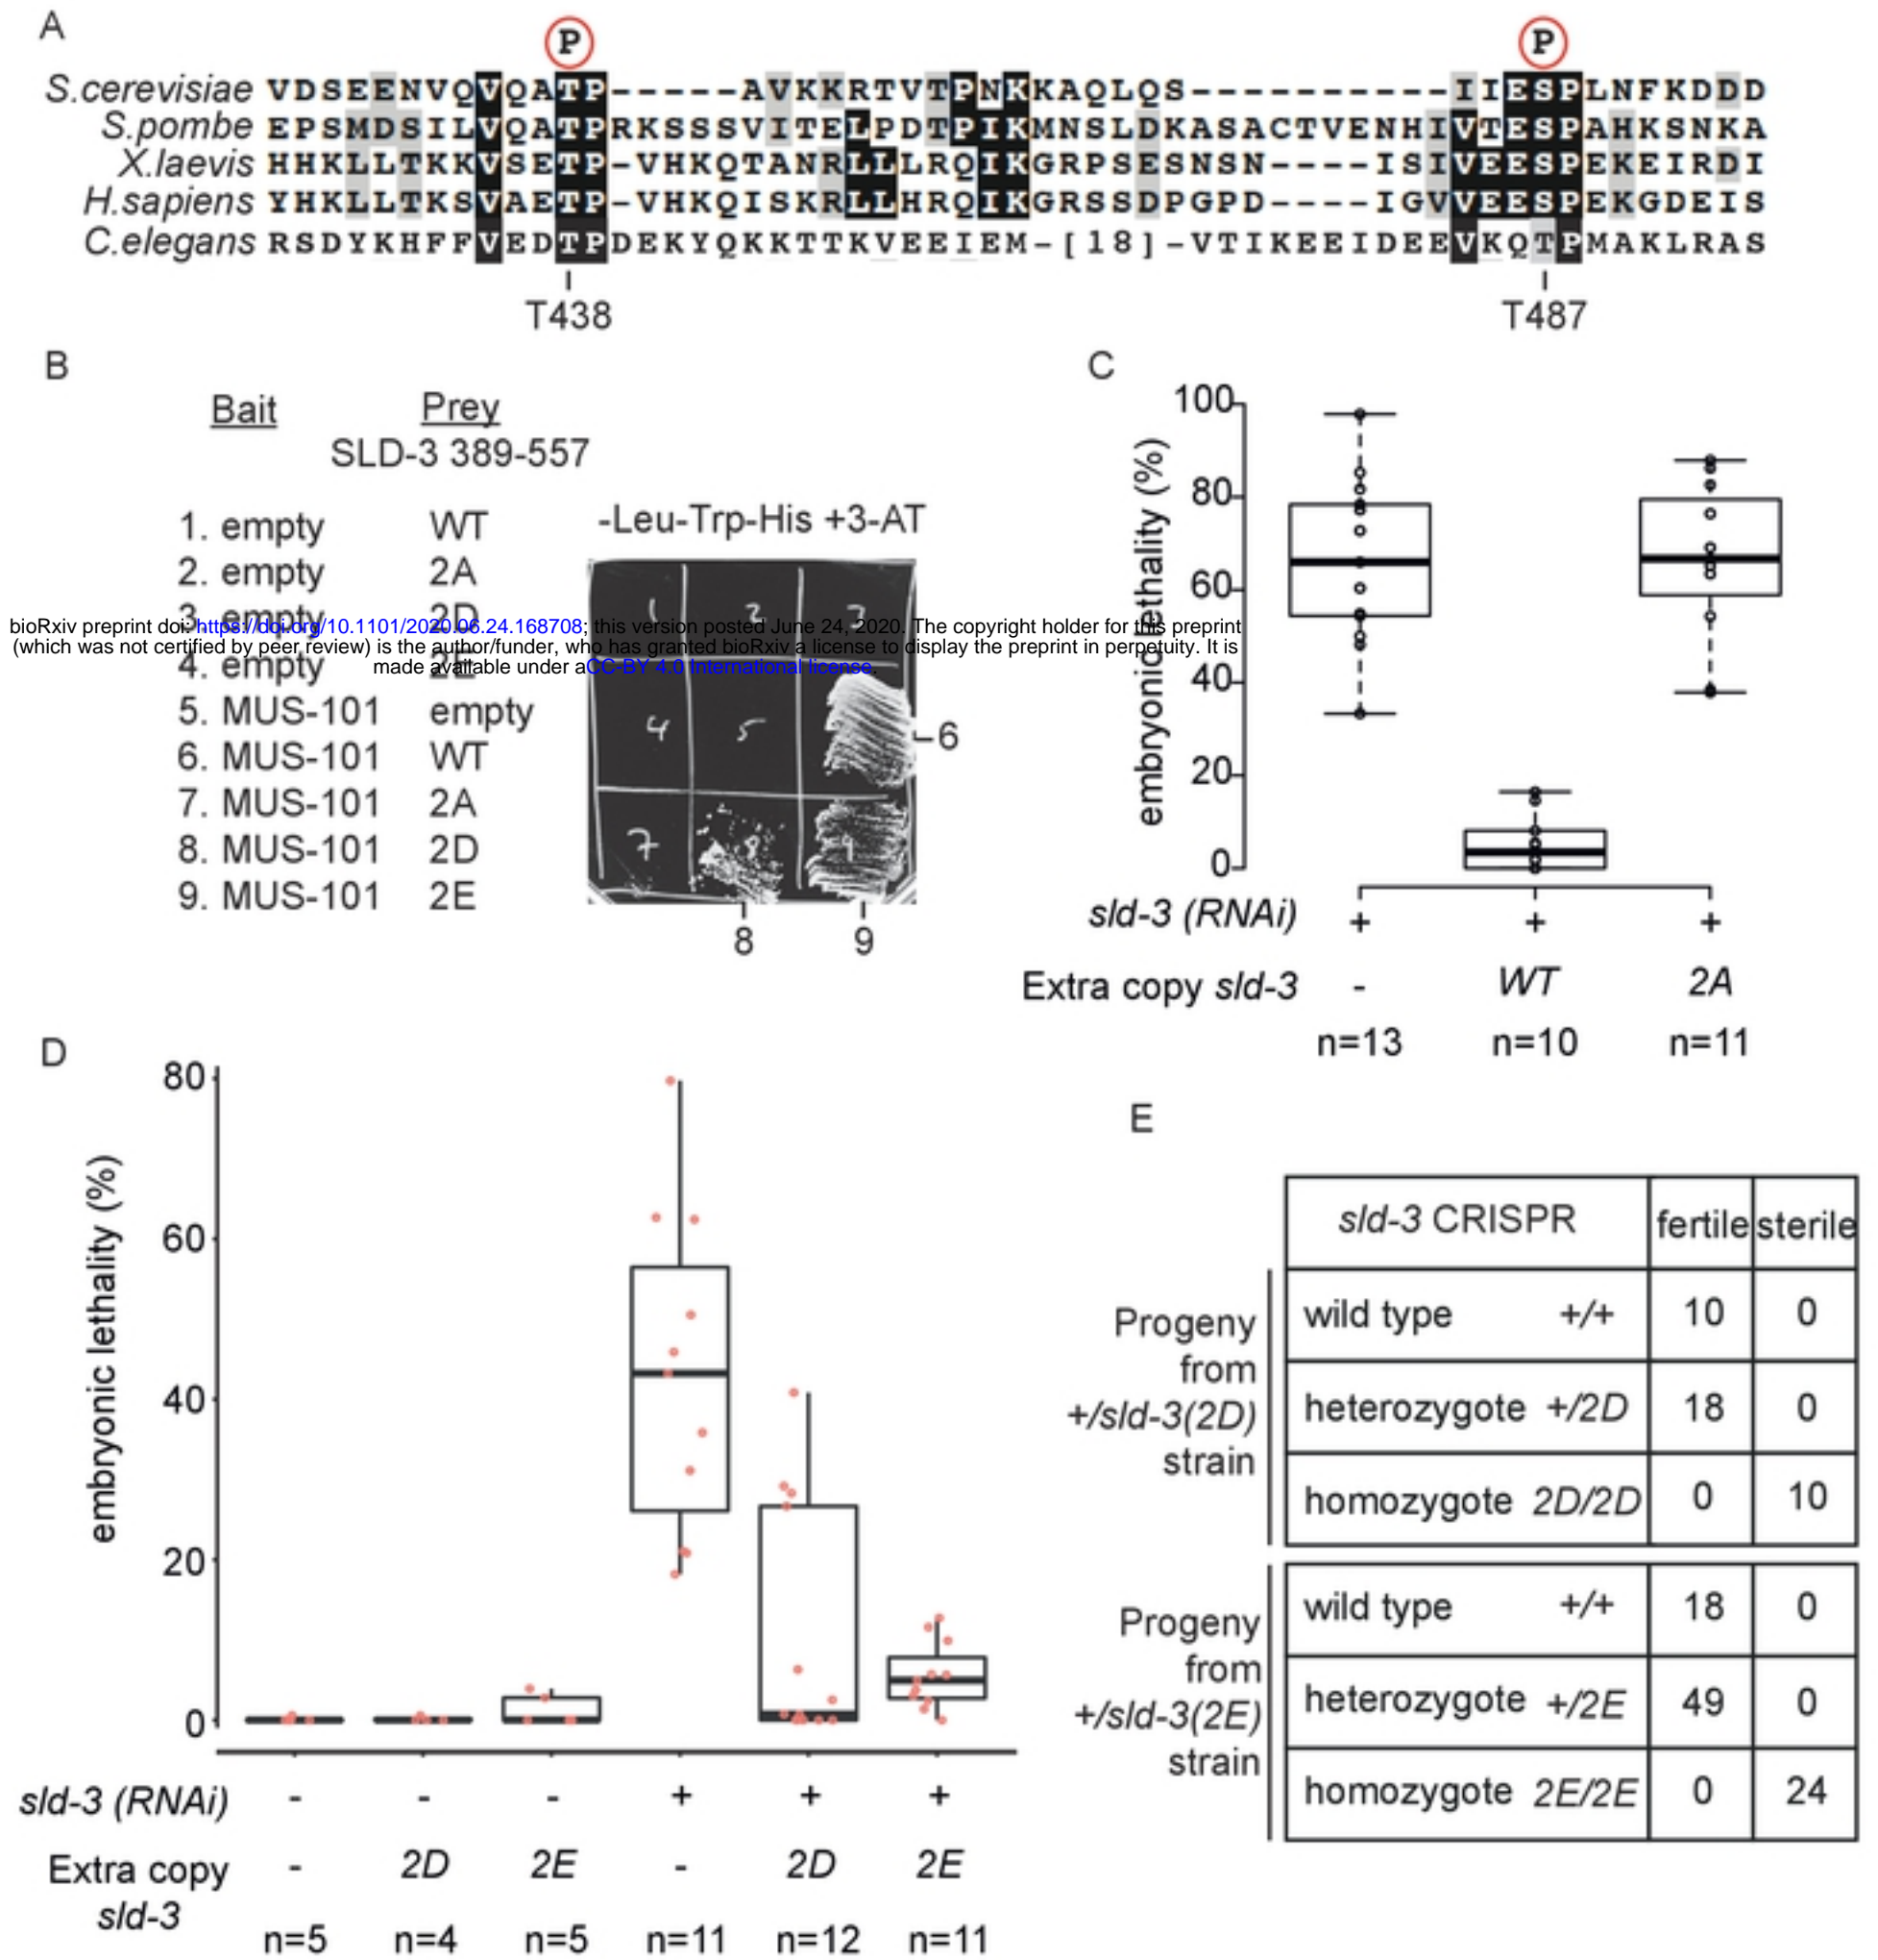 A
P P
S.cerevisiae VDSEENVQVQATP-----AVKKRTVTPNKKAQLQS-----------IIESPLNFKDDD
S.pombe EPSMDSILVQATPRKSSSVITELPDTPIKMNSLDKASACTVENHIVTESPAHKSNKA
X.laevis HHKLLTKKVSETP-VHKQTANRLLLRQIKGRPSESNSN----ISIVEESPEKEIRDI
H.sapiens YHKLLTKSVAETP-VHKQISKRLLHRQIKGRSSDPGPD----IGVVEESPEKGDEIS
C.elegans RSDYKHFFVEDTPDEKYQKKTTKVEEIEM-[18]-VTIKEEIDEEVKQTPMAKLRAS
T438 T487
B
Bait Prey
SLD-3 389-557
1. empty WT
2. empty 2A
3. empty 2D
4. empty 2E
5. MUS-101 empty
6. MUS-101 WT
7. MUS-101 2A
8. MUS-101 2D
9. MUS-101 2E
-Leu-Trp-His +3-AT
1 2 3
4 5 6
7 8 9
8 9
bioRxiv preprint doi: https://doi.org/10.1101/2020.06.24.168708; this version posted June 24, 2020. The copyright holder for this preprint
(which was not certified by peer review) is the author/funder, who has granted bioRxiv a license to display the preprint in perpetuity. It is
made available under aCC-BY 4.0 International license.
C
embryonic lethality (%)
100
80
60
40
20
0
sld-3 (RNAi) + + +
Extra copy sld-3 - WT 2A
n=13 n=10 n=11
D
embryonic lethality (%)
80
60
40
20
0
sld-3 (RNAi) - - - + + +
Extra copy - 2D 2E - 2D 2E
sld-3
n=5 n=4 n=5 n=11 n=12 n=11
E
sld-3 CRISPR fertile sterile
Progeny
from
+/sld-3(2D)
strain
wild type +/+ 10 0
heterozygote +/2D 18 0
homozygote 2D/2D 0 10
Progeny
from
+/sld-3(2E)
strain
wild type +/+ 18 0
heterozygote +/2E 49 0
homozygote 2E/2E 0 24